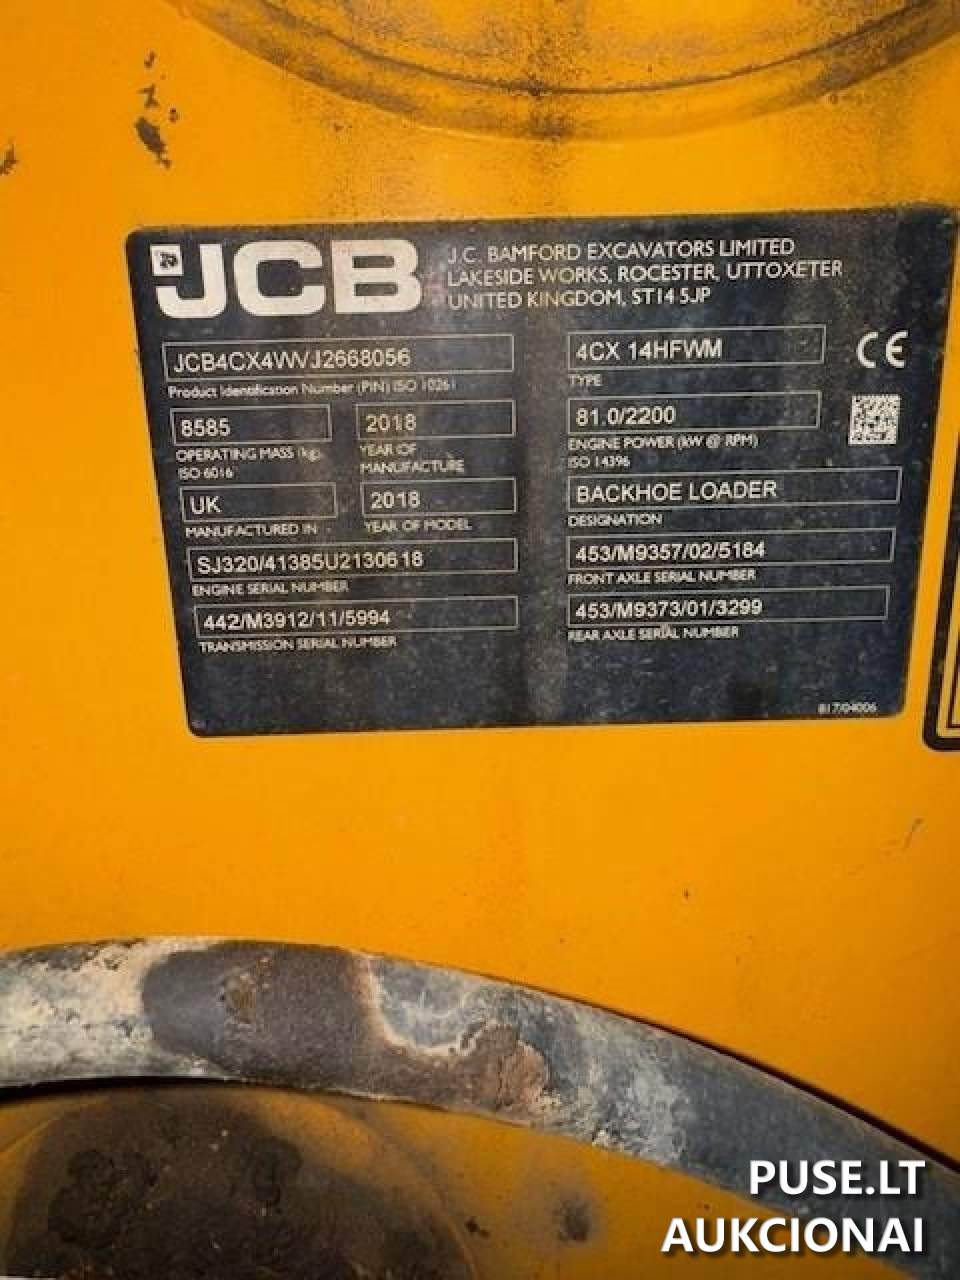 JCB
J.C. BAMFORD EXCAVATORS LIMITED
LAKESIDE WORKS, ROCESTER, UTTOXETER
UNITED KINGDOM, ST14 5JP
JCB4CX4WVJ2668056
Product Identification Number (PIN) ISO 10261
4CX 14HFWM
TYPE
CE
8585
OPERATING MASS (kg)
ISO 6016
2018
YEAR OF
MANUFACTURE
81.0/2200
ENGINE POWER (kW @ RPM)
ISO 14396
UK
MANUFACTURED IN
2018
YEAR OF MODEL
BACKHOE LOADER
DESIGNATION
SJ320/41385U2130618
ENGINE SERIAL NUMBER
453/M9357/02/5184
FRONT AXLE SERIAL NUMBER
442/M3912/11/5994
TRANSMISSION SERIAL NUMBER
453/M9373/01/3299
REAR AXLE SERIAL NUMBER
817/04006
PUSE.LT
AUKCIONAI